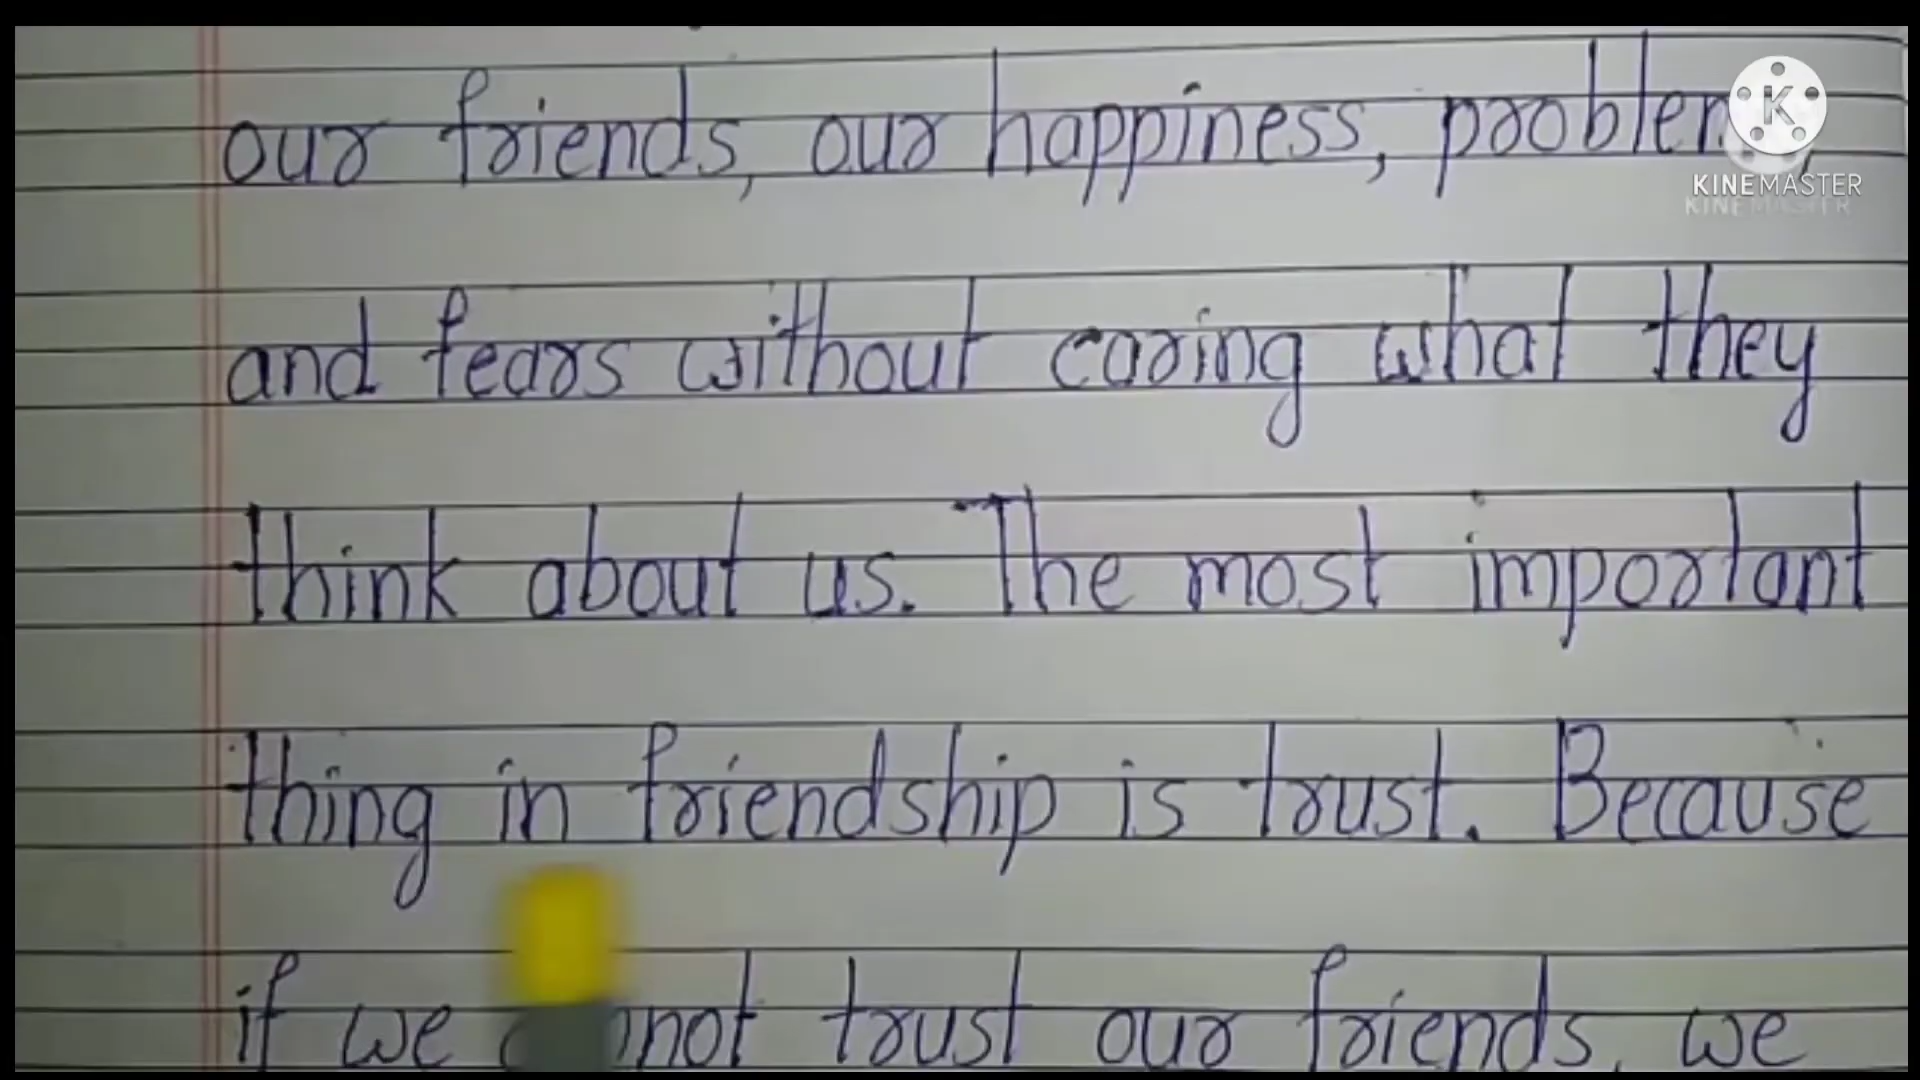 our friends, our happiness, problem,
KINEMASTER
and fears without caring what they
think about us. The most important
thing in friendship is trust. Because
if we cannot trust our friends, we